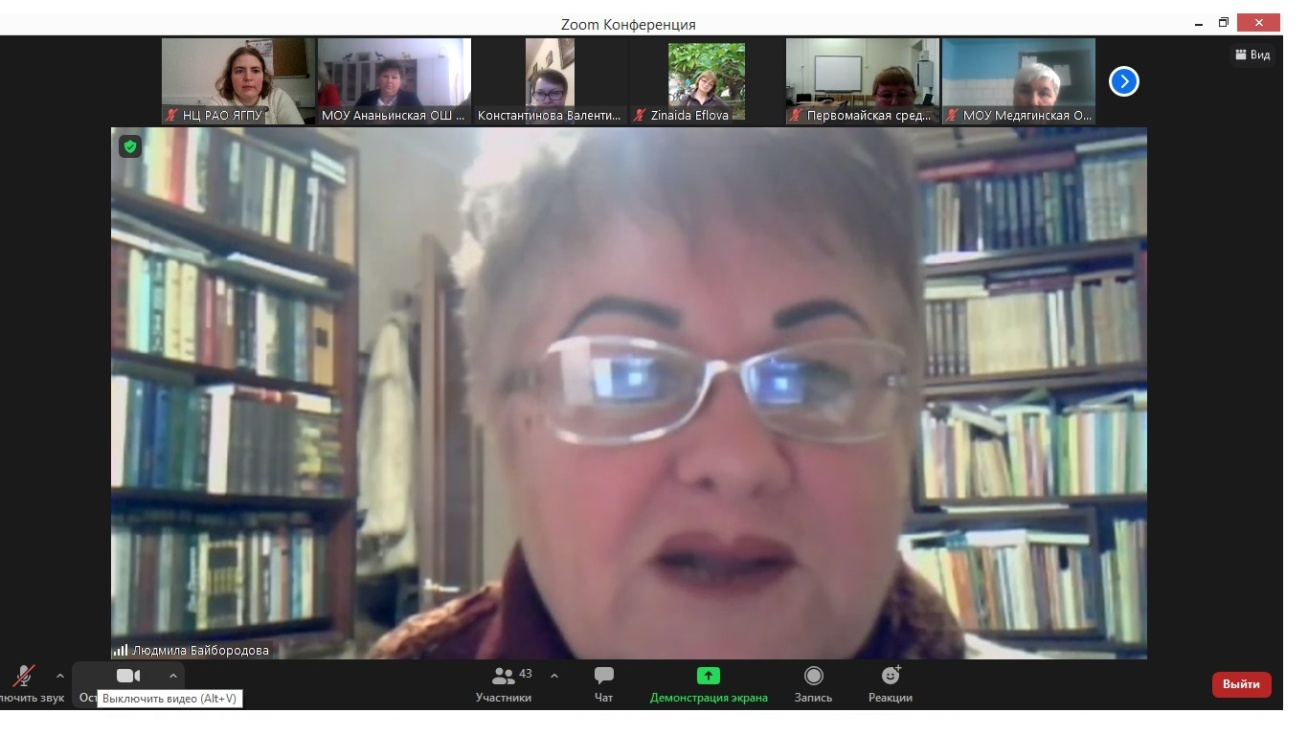 Zoom Конференция
Вид
НЦ РАО ЯГПУ
МОУ Ананьинская ОШ ...
Константинова Валенти...
Zinaida Eflova
Первомайская сред...
МОУ Медягинская О...
Людмила Байбородова
лючить звук
Ос
Выключить видео (Alt+V)
43
Участники
Чат
Демонстрация экрана
Запись
Реакции
Выйти